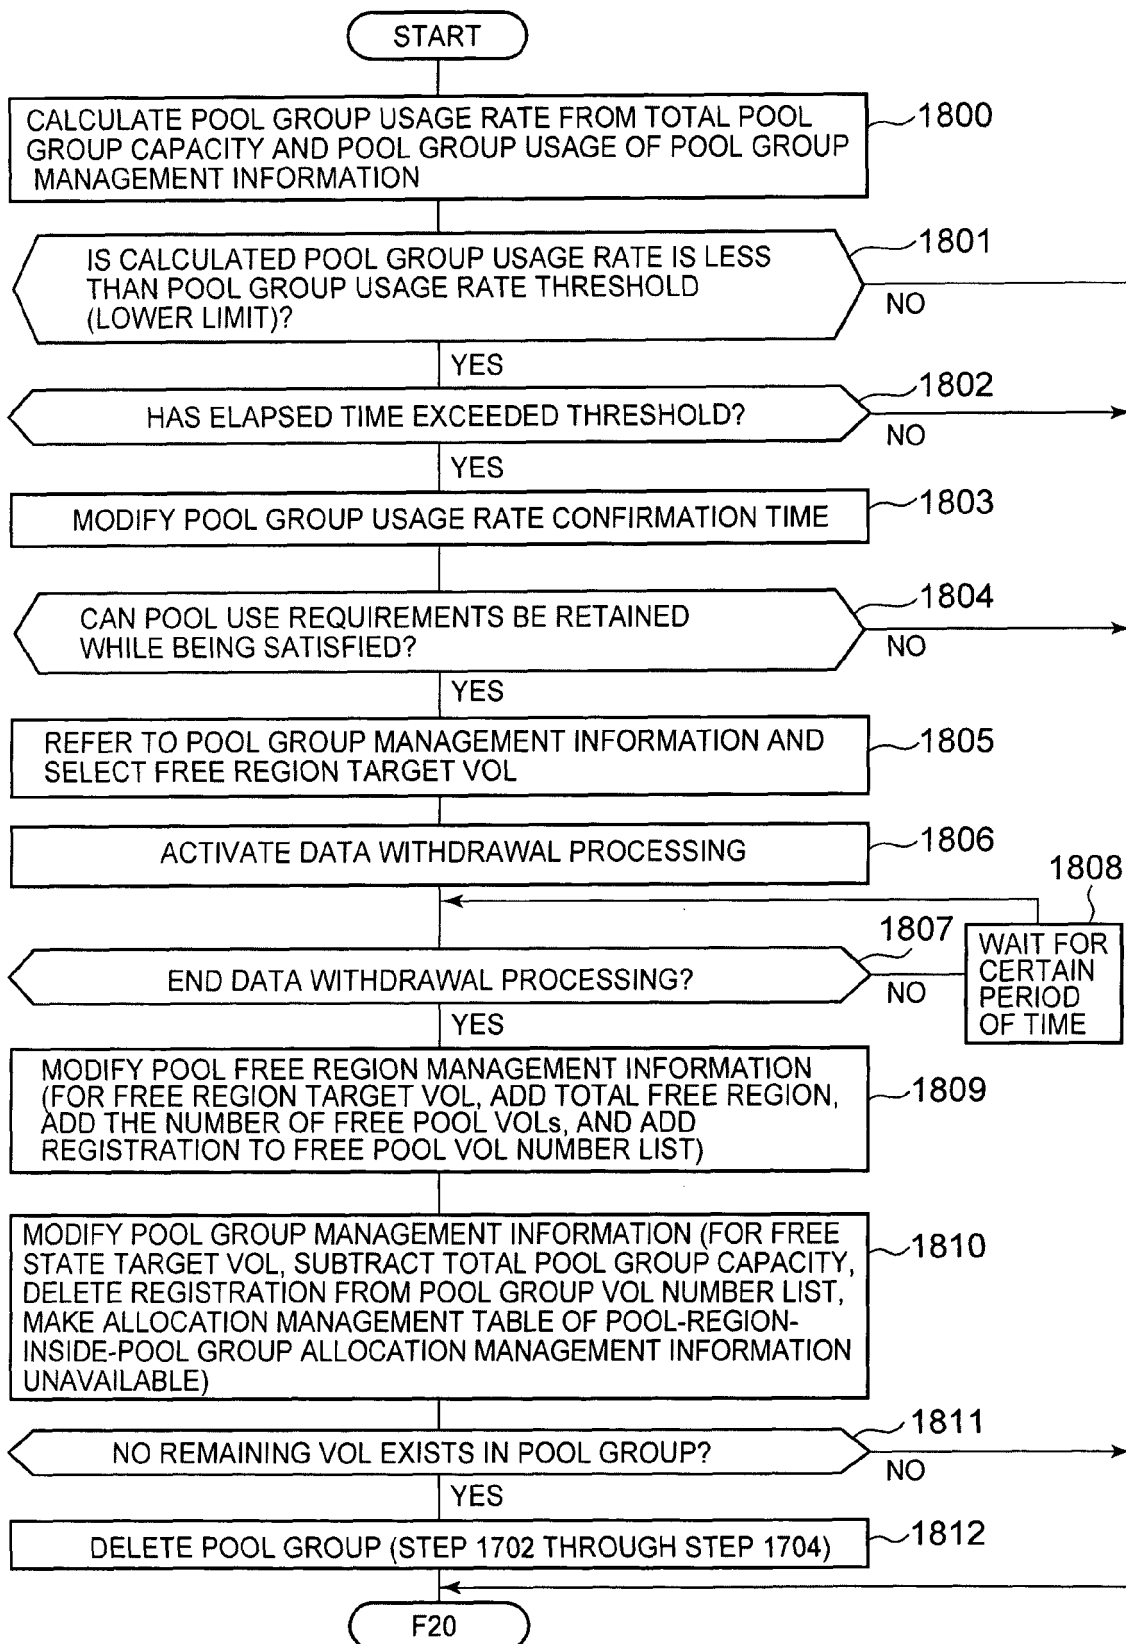 START
CALCULATE POOL GROUP USAGE RATE FROM TOTAL POOL
GROUP CAPACITY AND POOL GROUP USAGE OF POOL GROUP
MANAGEMENT INFORMATION
1800
IS CALCULATED POOL GROUP USAGE RATE IS LESS
THAN POOL GROUP USAGE RATE THRESHOLD
(LOWER LIMIT)?
1801
NO
YES
HAS ELAPSED TIME EXCEEDED THRESHOLD?
1802
NO
YES
MODIFY POOL GROUP USAGE RATE CONFIRMATION TIME
1803
CAN POOL USE REQUIREMENTS BE RETAINED
WHILE BEING SATISFIED?
1804
NO
YES
REFER TO POOL GROUP MANAGEMENT INFORMATION AND
SELECT FREE REGION TARGET VOL
1805
ACTIVATE DATA WITHDRAWAL PROCESSING
1806
1808
WAIT FOR
CERTAIN
PERIOD
OF TIME
END DATA WITHDRAWAL PROCESSING?
1807
NO
YES
MODIFY POOL FREE REGION MANAGEMENT INFORMATION
(FOR FREE REGION TARGET VOL, ADD TOTAL FREE REGION,
ADD THE NUMBER OF FREE POOL VOLs, AND ADD
REGISTRATION TO FREE POOL VOL NUMBER LIST)
1809
MODIFY POOL GROUP MANAGEMENT INFORMATION (FOR FREE
STATE TARGET VOL, SUBTRACT TOTAL POOL GROUP CAPACITY,
DELETE REGISTRATION FROM POOL GROUP VOL NUMBER LIST,
MAKE ALLOCATION MANAGEMENT TABLE OF POOL-REGION-
INSIDE-POOL GROUP ALLOCATION MANAGEMENT INFORMATION
UNAVAILABLE)
1810
NO REMAINING VOL EXISTS IN POOL GROUP?
1811
NO
YES
DELETE POOL GROUP (STEP 1702 THROUGH STEP 1704)
1812
F20